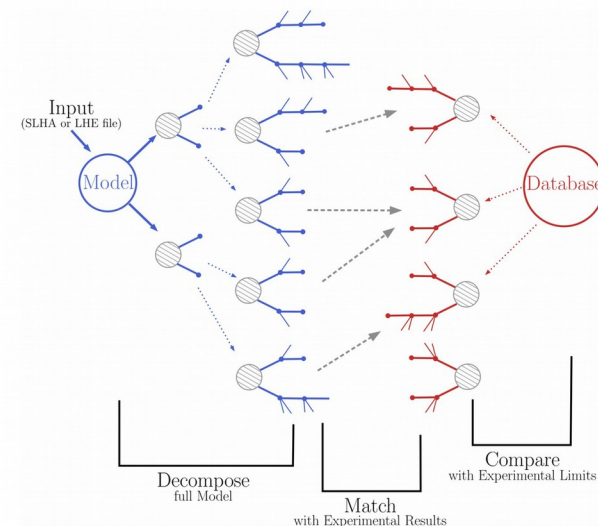 Input
(SLHA or LHE file)
Model
Database
Decompose
full Model
Match
with Experimental Results
Compare
with Experimental Limits